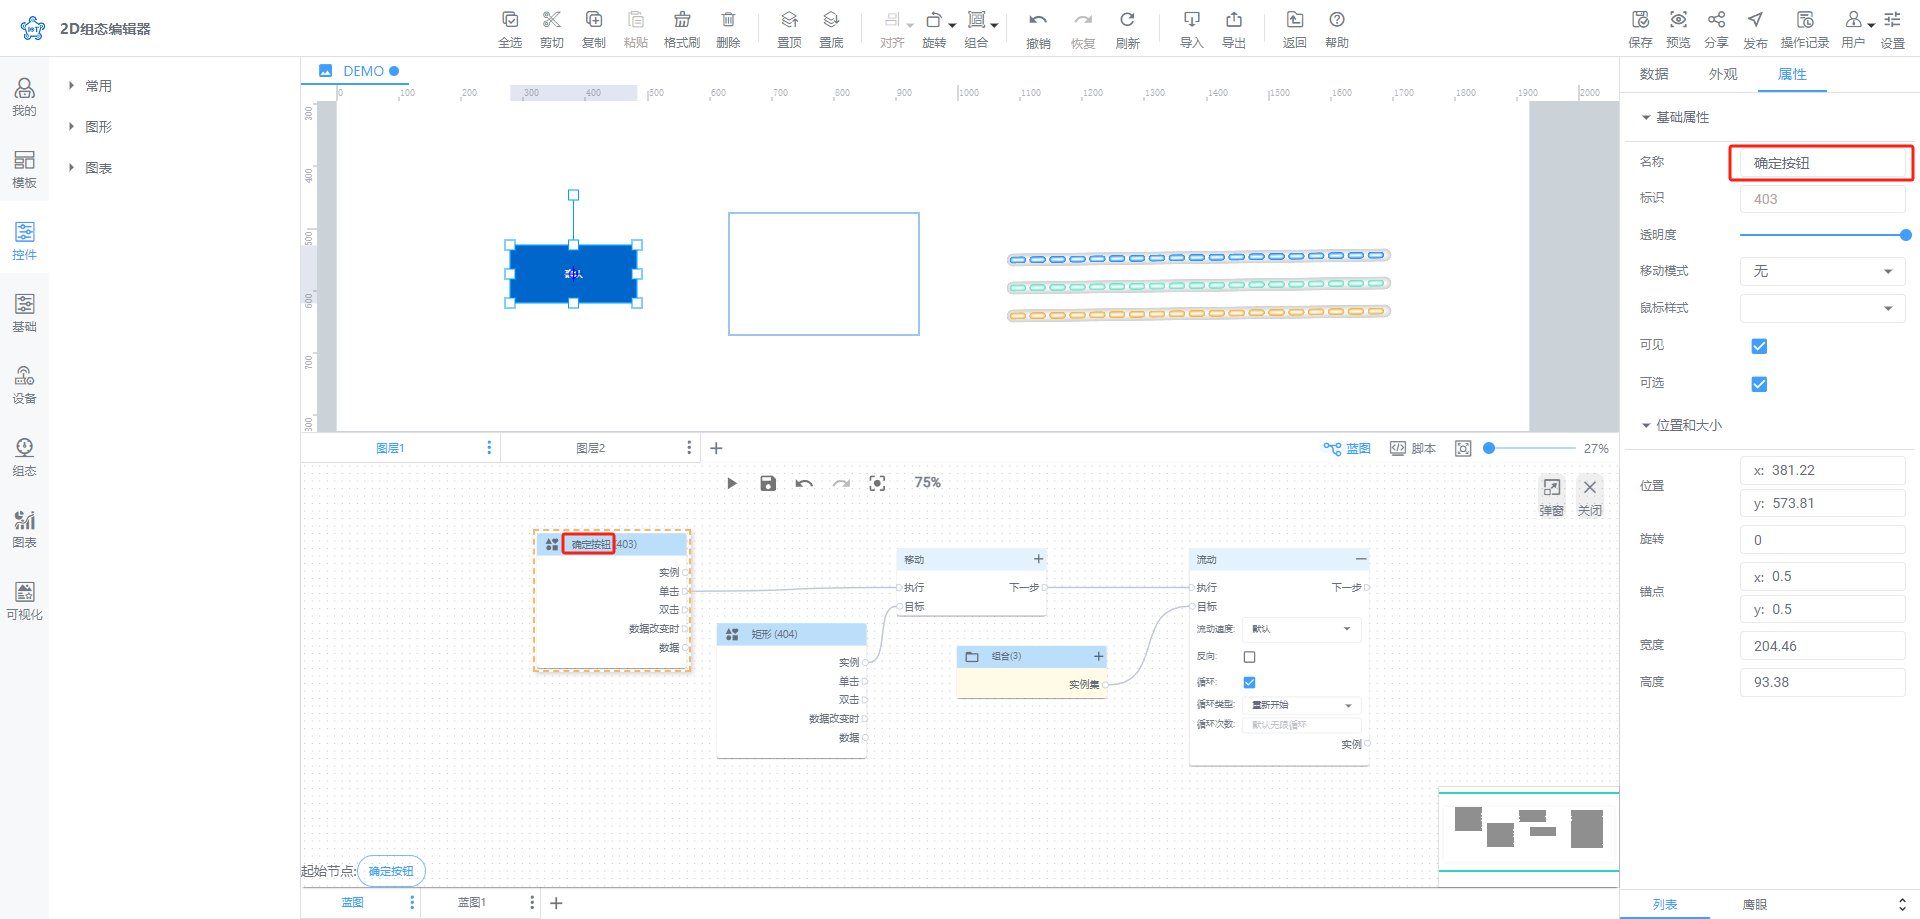 2D组态编辑器
全选
剪切
复制
粘贴
格式刷
删除
置顶
置底
对齐
旋转
组合
撤销
恢复
刷新
导入
导出
返回
帮助
保存
预览
分享
发布
操作记录
用户
设置
我的
模板
控件
基础
设备
组态
图表
可视化
常用
图形
图表
DEMO
0 100 200 300 400 500 600 700 800 900 1000 1100 1200 1300 1400 1500 1600 1700 1800 1900 2000
300
400
500
600
700
800
图层1
图层2
蓝图
脚本
27%
75%
弹窗
关闭
确定按钮 (403)
实例
单击
双击
数据改变时
数据
矩形 (404)
实例
单击
双击
数据改变时
数据
移动
执行 下一步
目标
组合(3)
实例集
流动
执行 下一步
目标
流动速度: 默认
反向:
循环:
循环类型: 重新开始
循环次数: 默认无限循环
实例
起始节点: 确定按钮
蓝图
蓝图1
数据 外观 属性
基础属性
名称 确定按钮
标识 403
透明度
移动模式 无
鼠标样式
可见
可选
位置和大小
位置 x: 381.22
y: 573.81
旋转 0
锚点 x: 0.5
y: 0.5
宽度 204.46
高度 93.38
列表 鹰眼